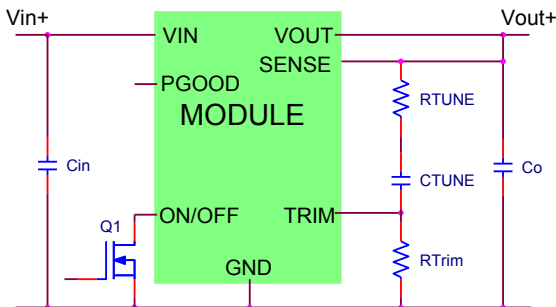 Vin+
Vout+
VIN
VOUT
SENSE
PGOOD
RTUNE
MODULE
Cin
CTUNE
Co
Q1
ON/OFF
TRIM
RTrim
GND